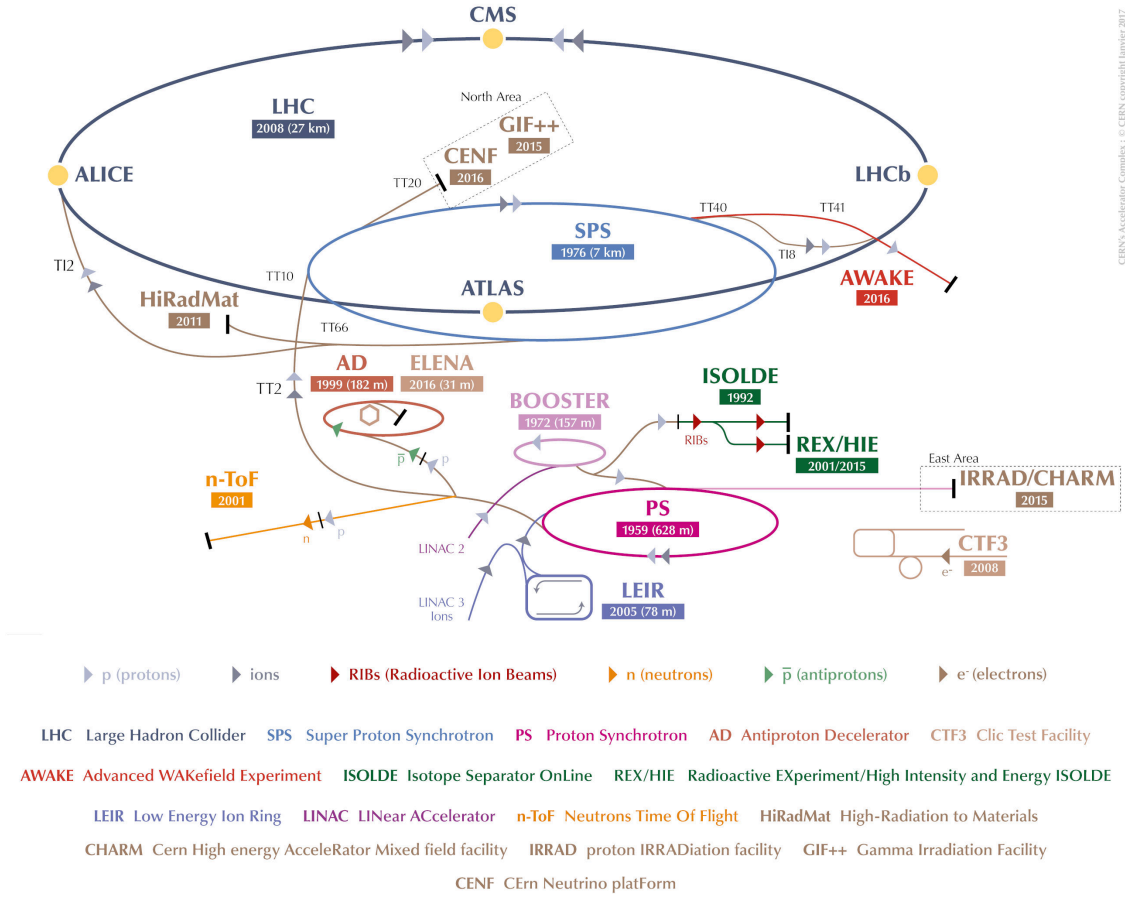 CMS
CERN's Accelerator Complex : © CERN copyright Janvier 2017
North Area
LHC
2008 (27 km)
GIF++
2015
CENF
2016
ALICE
LHCb
TT20
TT40
TT41
SPS
1976 (7 km)
TI8
TI2
TT10
AWAKE
2016
ATLAS
HiRadMat
2011
TT66
AD
1999 (182 m)
ELENA
2016 (31 m)
TT2
ISOLDE
1992
BOOSTER
1972 (157 m)
RIBs
REX/HIE
2001/2015
p
p
East Area
n-ToF
2001
IRRAD/CHARM
2015
PS
1959 (628 m)
n
p
LINAC 2
CTF3
2008
e-
LINAC 3
Ions
LEIR
2005 (78 m)
p (protons) ions RIBs (Radioactive Ion Beams) n (neutrons) p̅ (antiprotons) e- (electrons)
LHC Large Hadron Collider SPS Super Proton Synchrotron PS Proton Synchrotron AD Antiproton Decelerator CTF3 Clic Test Facility
AWAKE Advanced WAKefield Experiment ISOLDE Isotope Separator OnLine REX/HIE Radioactive EXperiment/High Intensity and Energy ISOLDE
LEIR Low Energy Ion Ring LINAC LINear ACcelerator n-ToF Neutrons Time Of Flight HiRadMat High-Radiation to Materials
CHARM Cern High energy AcceleRator Mixed field facility IRRAD proton IRRADiation facility GIF++ Gamma Irradiation Facility
CENF CErn Neutrino platForm